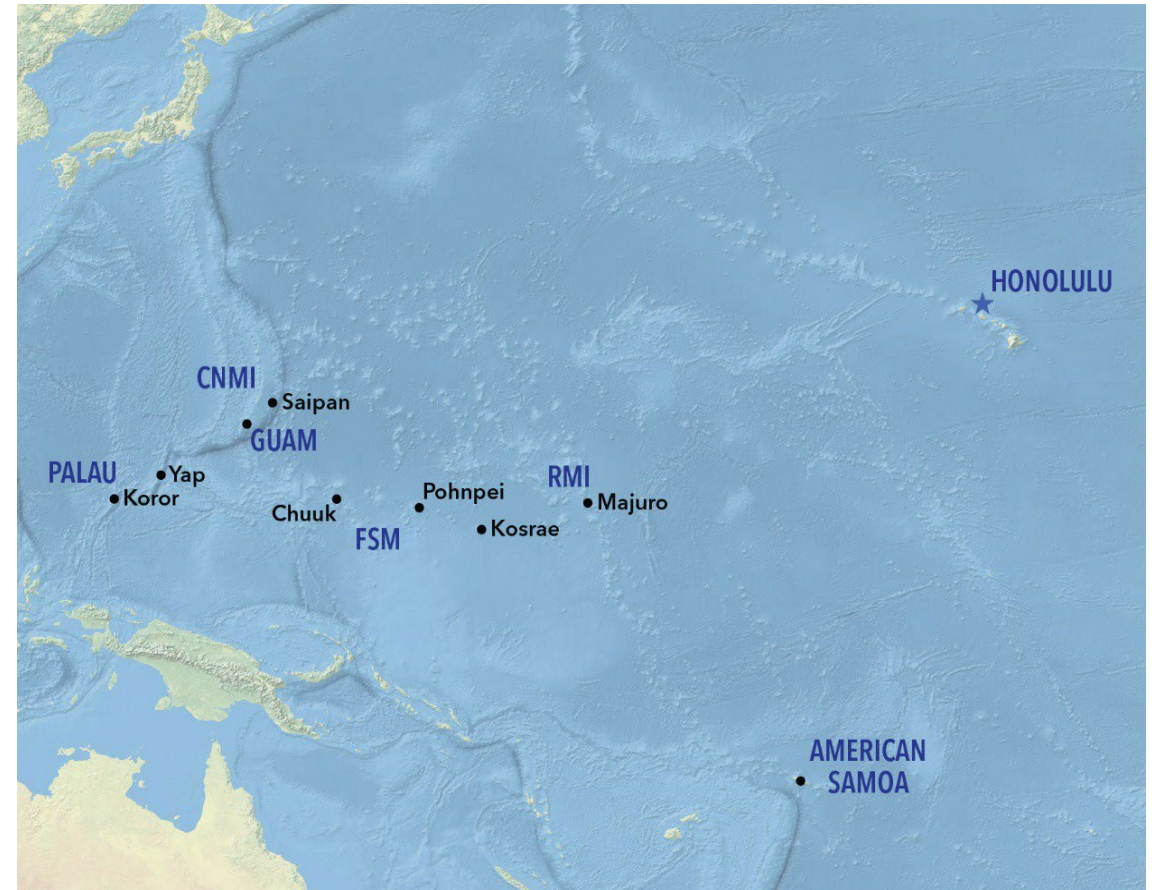 HONOLULU
CNMI
Saipan
GUAM
PALAU
Yap
Koror
Chuuk
FSM
Pohnpei
Kosrae
RMI
Majuro
AMERICAN
SAMOA